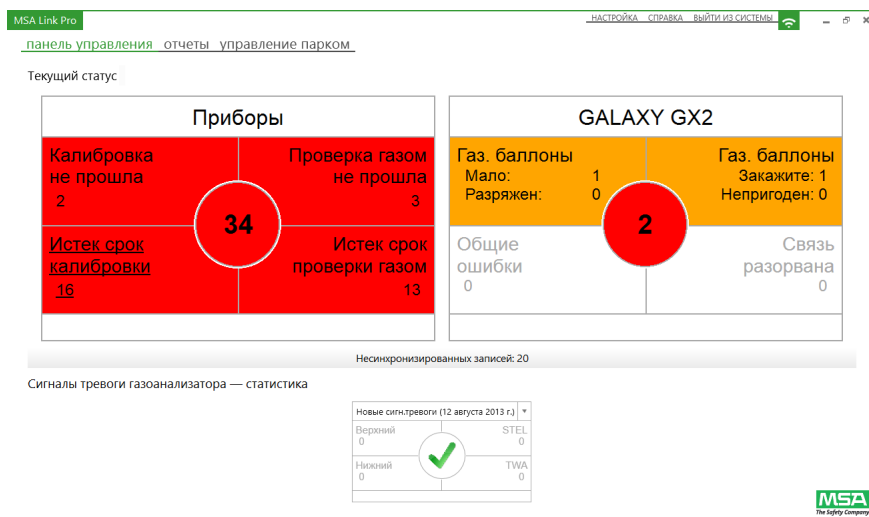 MSA Link Pro
НАСТРОЙКА СПРАВКА ВЫЙТИ ИЗ СИСТЕМЫ
панель управления отчеты управление парком
Текущий статус
Приборы
Калибровка
не прошла
2
Проверка газом
не прошла
3
34
Истек срок
калибровки
16
Истек срок
проверки газом
13
GALAXY GX2
Газ. баллоны
Мало: 1
Разряжен: 0
Газ. баллоны
Закажите: 1
Непригоден: 0
2
Общие
ошибки
0
Связь
разорвана
0
Несинхронизированных записей: 20
Сигналы тревоги газоанализатора — статистика
Новые сигн.тревоги (12 августа 2013 г.)
Верхний
0
STEL
0
Нижний
0
TWA
0
MSA
The Safety Company